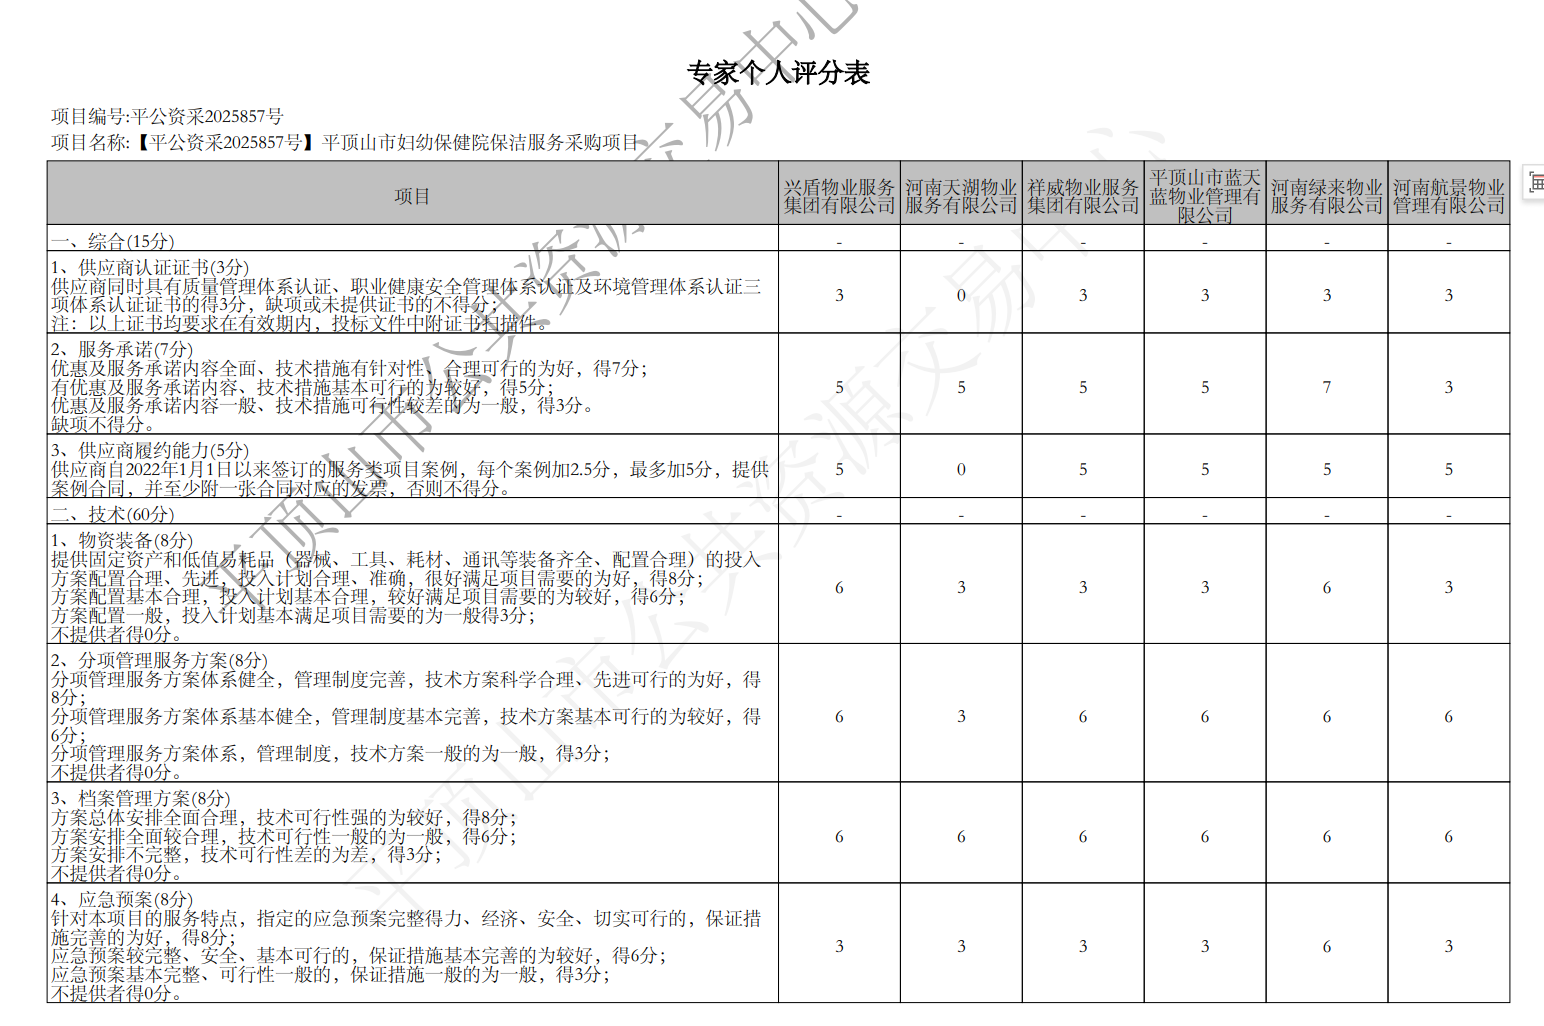 专家个人评分表
项目编号:平公资采2025857号
项目名称:【平公资采2025857号】平顶山市妇幼保健院保洁服务采购项目
项目
兴盾物业服务
集团有限公司
河南天湖物业
服务有限公司
祥威物业服务
集团有限公司
平顶山市蓝天
蓝物业管理有
限公司
河南绿来物业
服务有限公司
河南航景物业
管理有限公司
一、综合(15分) - - - - - -
1、供应商认证证书(3分)
供应商同时具有质量管理体系认证、职业健康安全管理体系认证及环境管理体系认证三
项体系认证证书的得3分，缺项或未提供证书的不得分；
注：以上证书均要求在有效期内，投标文件中附证书扫描件。
3 0 3 3 3 3
2、服务承诺(7分)
优惠及服务承诺内容全面、技术措施有针对性、合理可行的为好，得7分；
有优惠及服务承诺内容、技术措施基本可行的为较好，得5分；
优惠及服务承诺内容一般、技术措施可行性较差的为一般，得3分。
缺项不得分。
5 5 5 5 7 3
3、供应商履约能力(5分)
供应商自2022年1月1日以来签订的服务类项目案例，每个案例加2.5分，最多加5分，提供
案例合同，并至少附一张合同对应的发票，否则不得分。
5 0 5 5 5 5
二、技术(60分) - - - - - -
1、物资装备(8分)
提供固定资产和低值易耗品（器械、工具、耗材、通讯等装备齐全、配置合理）的投入
方案配置合理、先进，投入计划合理、准确，很好满足项目需要的为好，得8分；
方案配置基本合理，投入计划基本合理，较好满足项目需要的为较好，得6分；
方案配置一般，投入计划基本满足项目需要的为一般得3分；
不提供者得0分。
6 3 3 3 6 3
2、分项管理服务方案(8分)
分项管理服务方案体系健全，管理制度完善，技术方案科学合理、先进可行的为好，得
8分；
分项管理服务方案体系基本健全，管理制度基本完善，技术方案基本可行的为较好，得
6分；
分项管理服务方案体系，管理制度，技术方案一般的为一般，得3分；
不提供者得0分。
6 3 6 6 6 6
3、档案管理方案(8分)
方案总体安排全面合理，技术可行性强的为较好，得8分；
方案安排全面较合理，技术可行性一般的为一般，得6分；
方案安排不完整，技术可行性差的为差，得3分；
不提供者得0分。
6 6 6 6 6 6
4、应急预案(8分)
针对本项目的服务特点，指定的应急预案完整得力、经济、安全、切实可行的，保证措
施完善的为好，得8分；
应急预案较完整、安全、基本可行的，保证措施基本完善的为较好，得6分；
应急预案基本完整、可行性一般的，保证措施一般的为一般，得3分；
不提供者得0分。
3 3 3 3 6 3
平顶山市公共资源交易中心
平顶山市公共资源交易中心